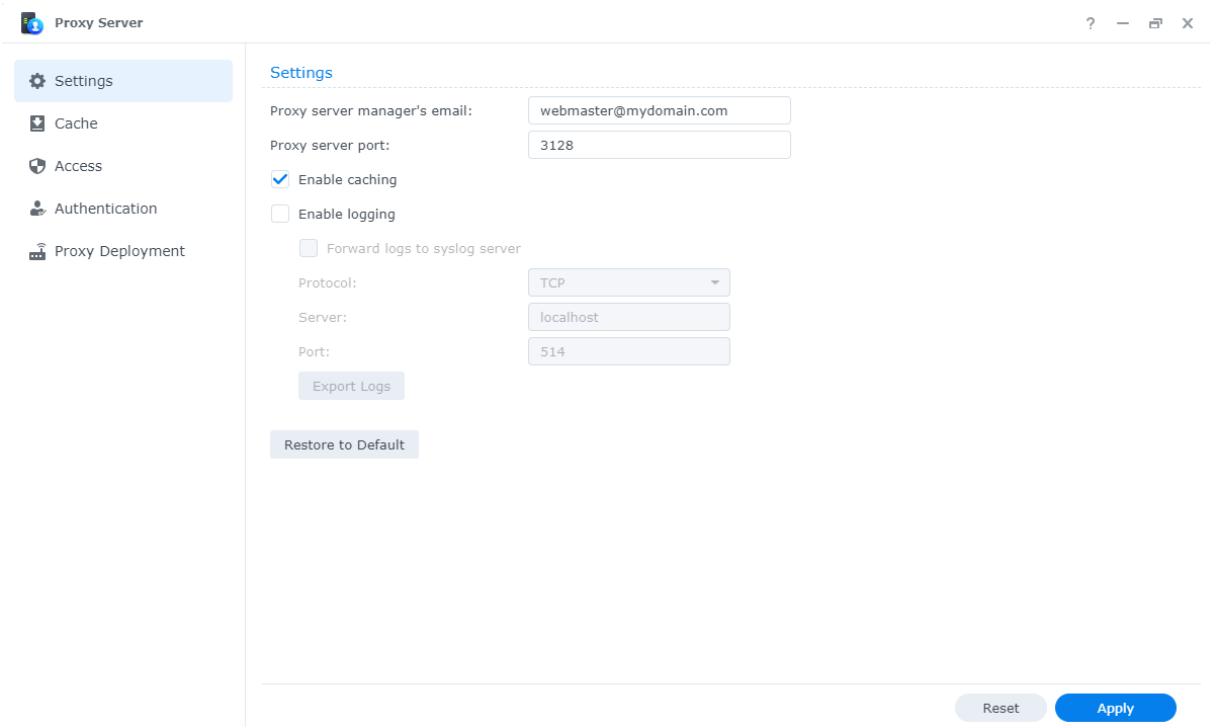 Proxy Server
Settings
Cache
Access
Authentication
Proxy Deployment
Settings
Proxy server manager's email: webmaster@mydomain.com
Proxy server port: 3128
Enable caching
Enable logging
Forward logs to syslog server
Protocol: TCP
Server: localhost
Port: 514
Export Logs
Restore to Default
Reset Apply